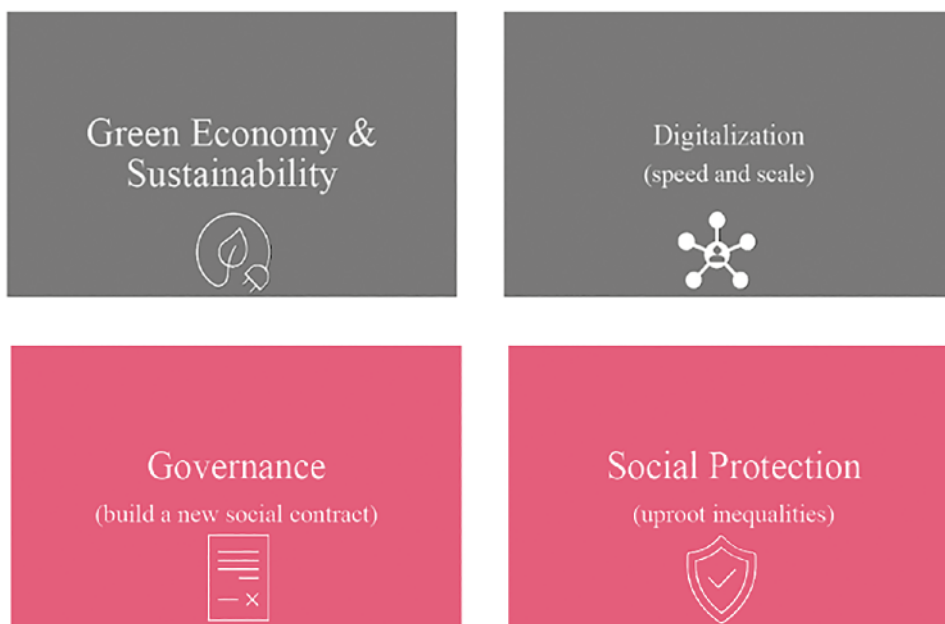 Green Economy &
Sustainability
Digitalization
(speed and scale)
Governance
(build a new social contract)
Social Protection
(uproot inequalities)